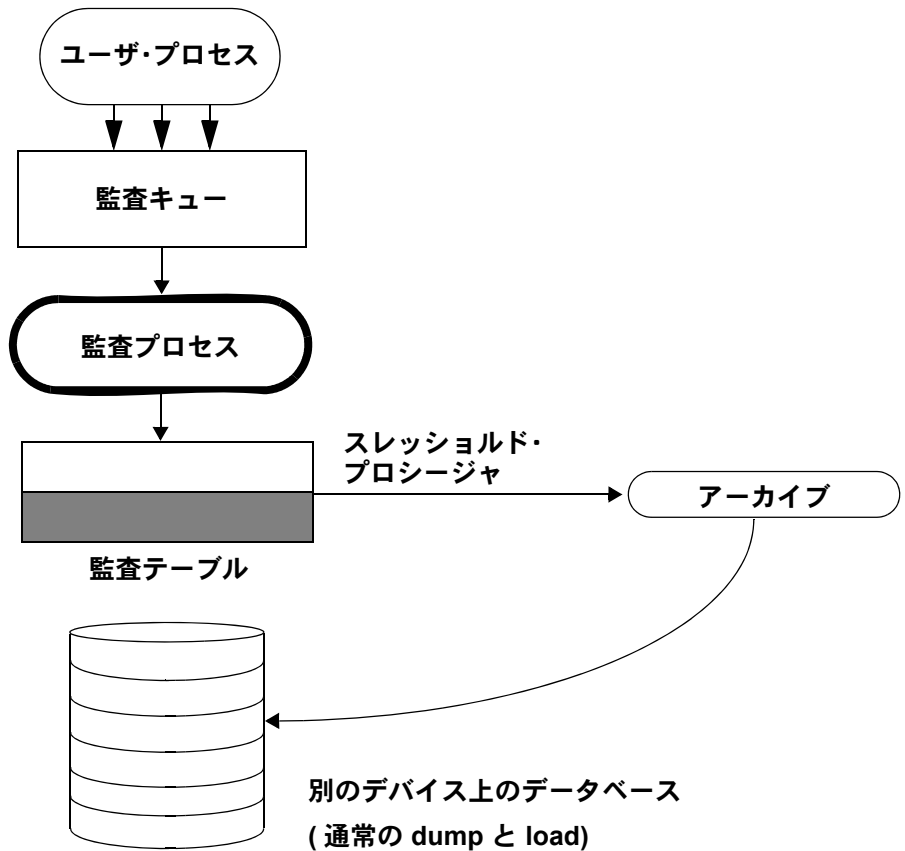 ユーザ・プロセス
監査キュー
監査プロセス
スレッショルド・
プロシージャ
アーカイブ
監査テーブル
別のデバイス上のデータベース
( 通常の dump と load)